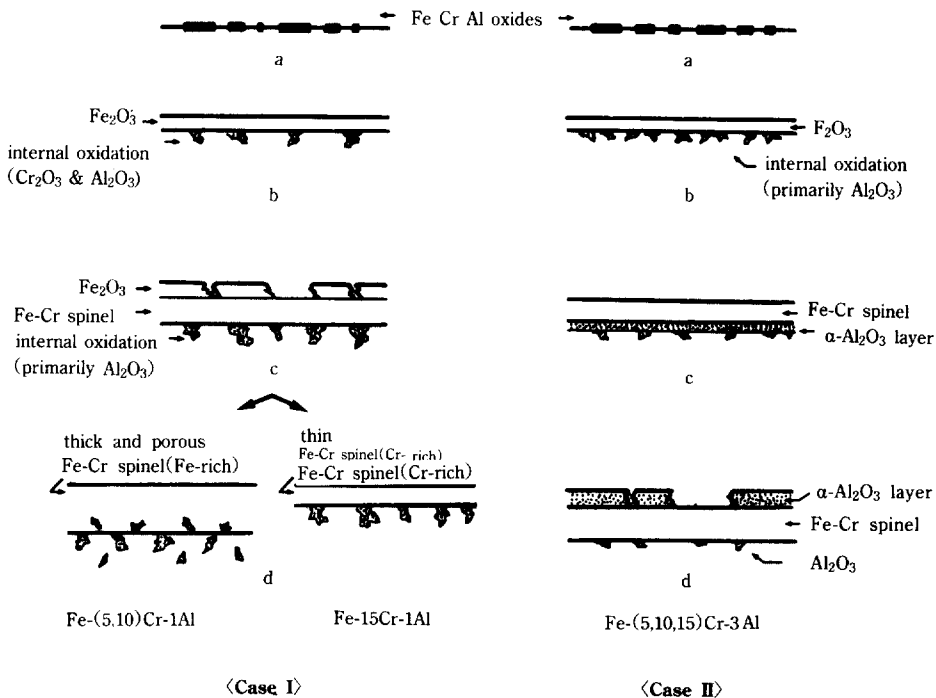 Fe Cr Al oxides
a
a
Fe₂O₃
internal oxidation
(Cr₂O₃ & Al₂O₃)
b
F₂O₃
internal oxidation
(primarily Al₂O₃)
b
Fe₂O₃
Fe-Cr spinel
internal oxidation
(primarily Al₂O₃)
c
Fe-Cr spinel
α-Al₂O₃ layer
c
thick and porous
Fe-Cr spinel(Fe-rich)
thin
Fe-Cr spinel(Cr-rich)
Fe-Cr spinel(Cr-rich)
d
α-Al₂O₃ layer
Fe-Cr spinel
Al₂O₃
d
Fe-(5,10)Cr-1Al
Fe-15Cr-1Al
Fe-(5,10,15)Cr-3Al
⟨Case I⟩
⟨Case II⟩